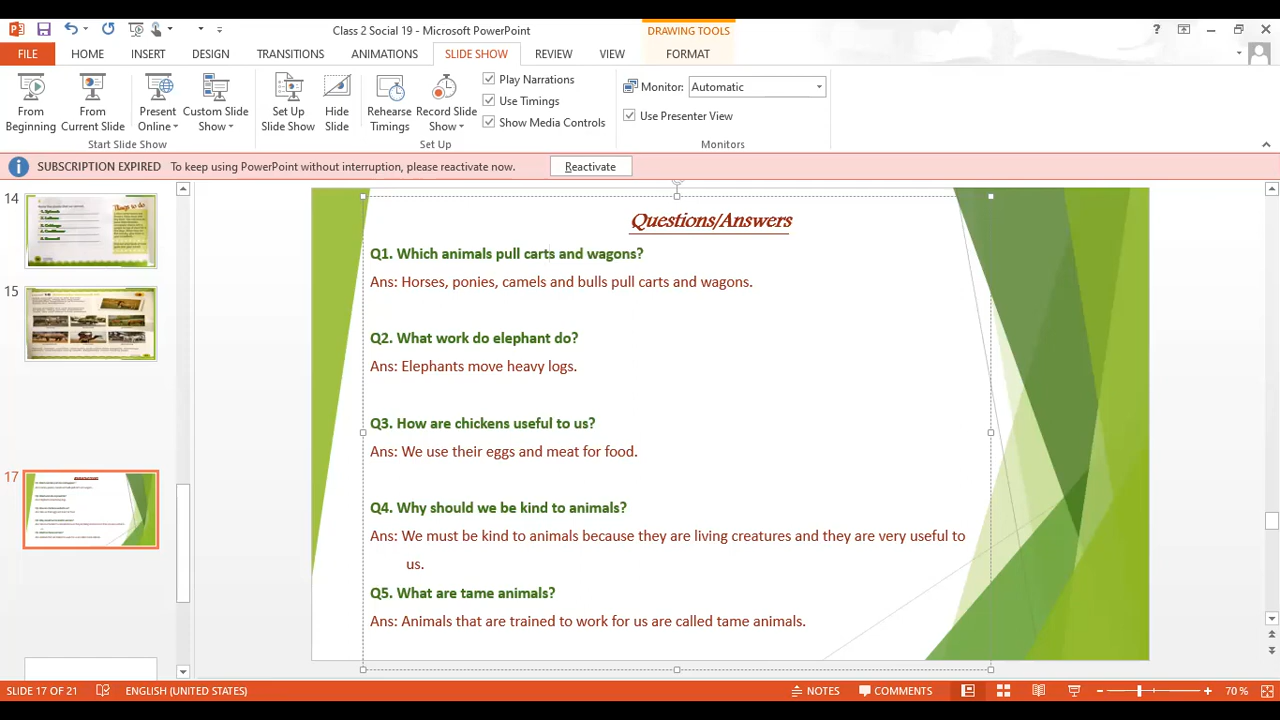 Class 2 Social 19 - Microsoft PowerPoint
DRAWING TOOLS
?
FILE
HOME
INSERT
DESIGN
TRANSITIONS
ANIMATIONS
SLIDE SHOW
REVIEW
VIEW
FORMAT
From Beginning
From Current Slide
Present Online
Custom Slide Show
Set Up Slide Show
Hide Slide
Rehearse Timings
Record Slide Show
Play Narrations
Use Timings
Show Media Controls
Monitor: Automatic
Use Presenter View
Start Slide Show
Set Up
Monitors
SUBSCRIPTION EXPIRED To keep using PowerPoint without interruption, please reactivate now. Reactivate
14
Things to do
15
17
Questions/Answers
Q1. Which animals pull carts and wagons?
Ans: Horses, ponies, camels and bulls pull carts and wagons.
Q2. What work do elephant do?
Ans: Elephants move heavy logs.
Q3. How are chickens useful to us?
Ans: We use their eggs and meat for food.
Q4. Why should we be kind to animals?
Ans: We must be kind to animals because they are living creatures and they are very useful to
us.
Q5. What are tame animals?
Ans: Animals that are trained to work for us are called tame animals.
SLIDE 17 OF 21
ENGLISH (UNITED STATES)
NOTES
COMMENTS
70 %